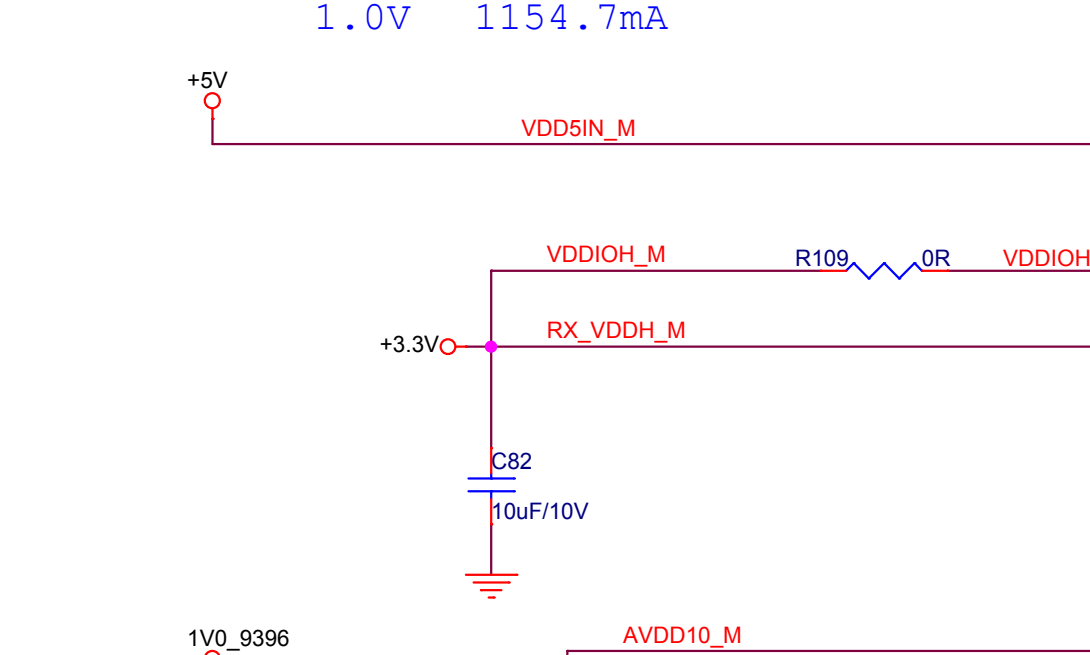 1.0V 1154.7mA
+5V
VDD5IN_M
VDDIOH_M R109 0R VDDIOH
RX_VDDH_M
+3.3V
C82
10uF/10V
1V0_9396 AVDD10_M